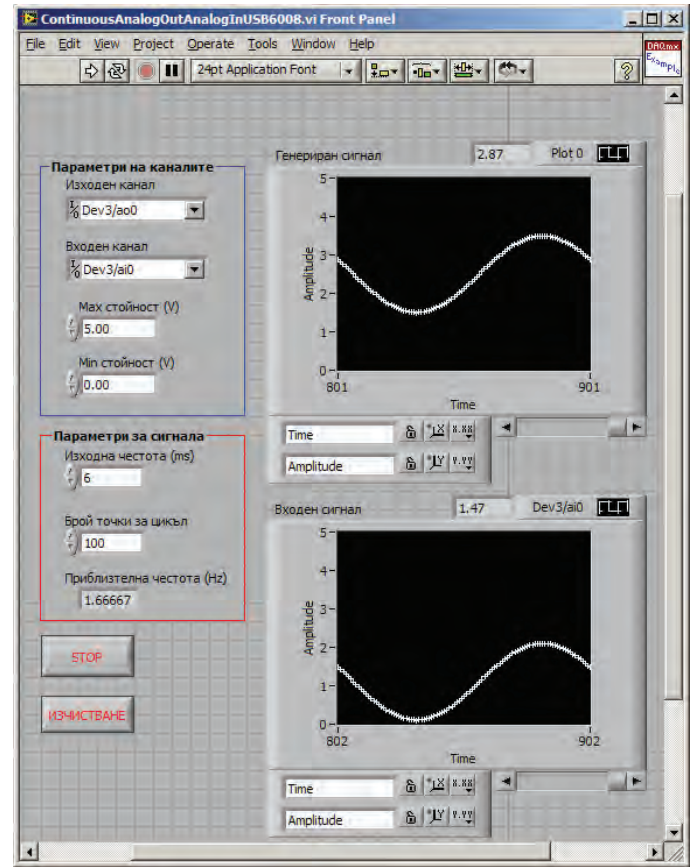 ContinuousAnalogOutAnalogInUSB6008.vi Front Panel
File Edit View Project Operate Tools Window Help
24pt Application Font
DAQmx
Example
Параметри на каналите
Изходен канал
Dev3/ao0
Входен канал
Dev3/ai0
Max стойност (V)
5.00
Min стойност (V)
0.00
Параметри за сигнала
Изходна честота (ms)
6
Брой точки за цикъл
100
Приблизтелна честота (Hz)
1.66667
STOP
ИЗЧИСТВАНЕ
Генериран сигнал 2.87 Plot 0
5
4
3
2
1
0
Amplitude
801 901
Time
Time
Amplitude
Входен сигнал 1.47 Dev3/ai0
5
4
3
2
1
0
Amplitude
802 902
Time
Time
Amplitude